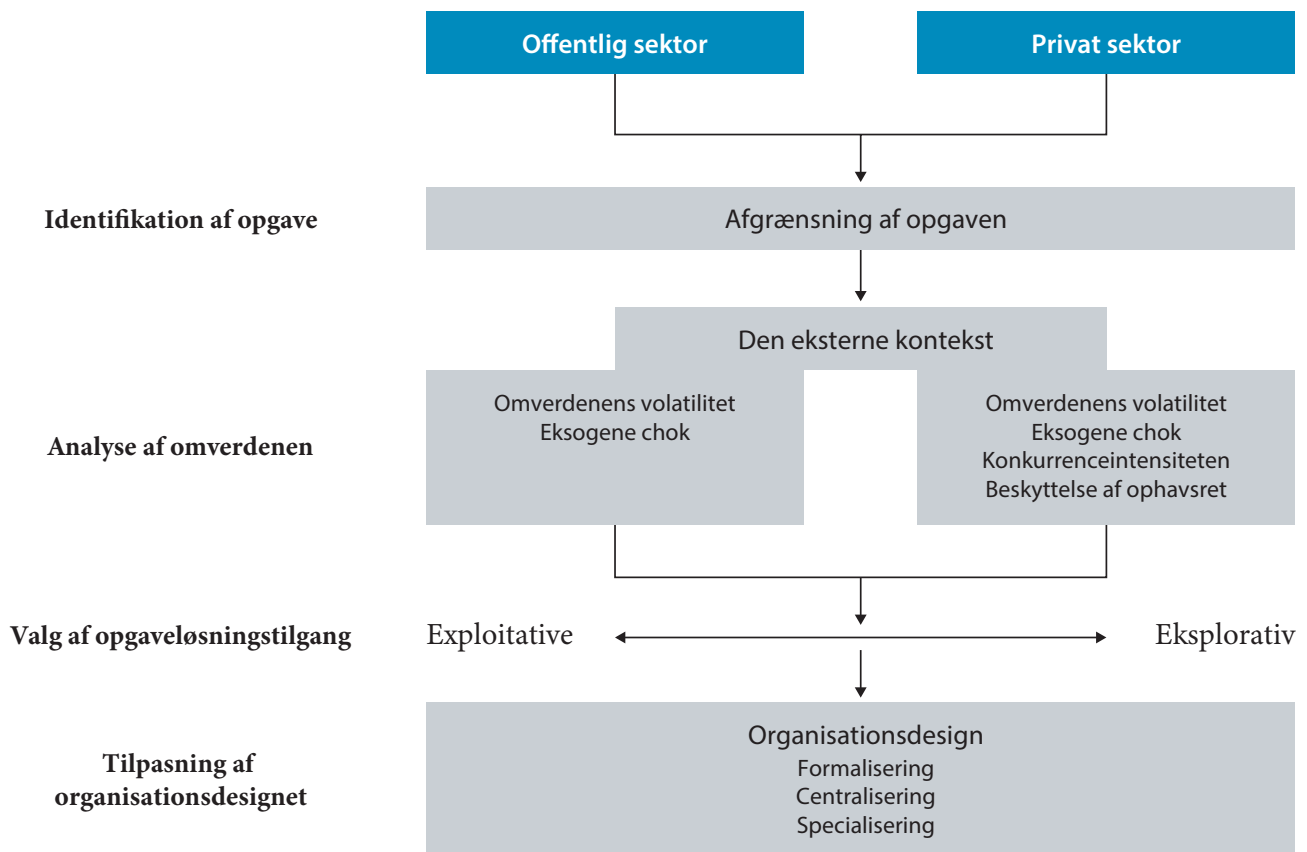 Offentlig sektor
Privat sektor
Identifikation af opgave
Afgrænsning af opgaven
Den eksterne kontekst
Analyse af omverdenen
Omverdenens volatilitet
Eksogene chok
Omverdenens volatilitet
Eksogene chok
Konkurrenceintensiteten
Beskyttelse af ophavsret
Valg af opgaveløsningstilgang
Exploitative
Eksplorativ
Tilpasning af
organisationsdesignet
Organisationsdesign
Formalisering
Centralisering
Specialisering